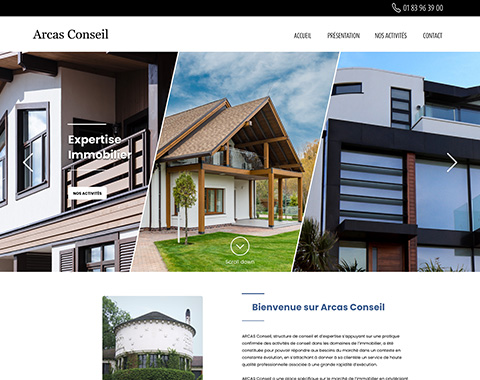 01 83 96 39 00
Arcas Conseil
ACCUEIL PRÉSENTATION NOS ACTIVITÉS CONTACT
Expertise
Immobilier
NOS ACTIVITÉS
Scroll down
Bienvenue sur Arcas Conseil
ARCAS Conseil, structure de conseil et d'expertise s'appuyant sur une pratique
confirmée des activités de conseil dans les domaines de l'immobilier, a été
constituée pour pouvoir répondre aux besoins du marché dans un contexte en
constante évolution, en s'attachant à donner à sa clientèle un service de haute
qualité professionnelle associée à une grande rapidité d'exécution.
ARCAS Conseil a une place spécifique sur le marché de l'immobilier en privilégiant